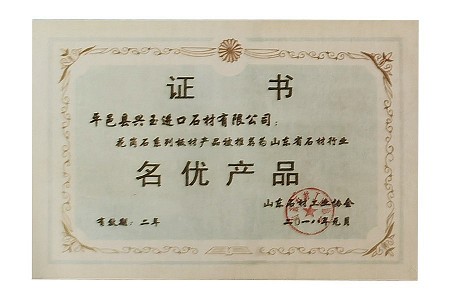 证书
平邑县兴玉进口石材有限公司：
花岗石系列板材产品被推荐为山东省石材行业
名优产品
山东石材工业协会
有效期：二年
二〇一八年元月